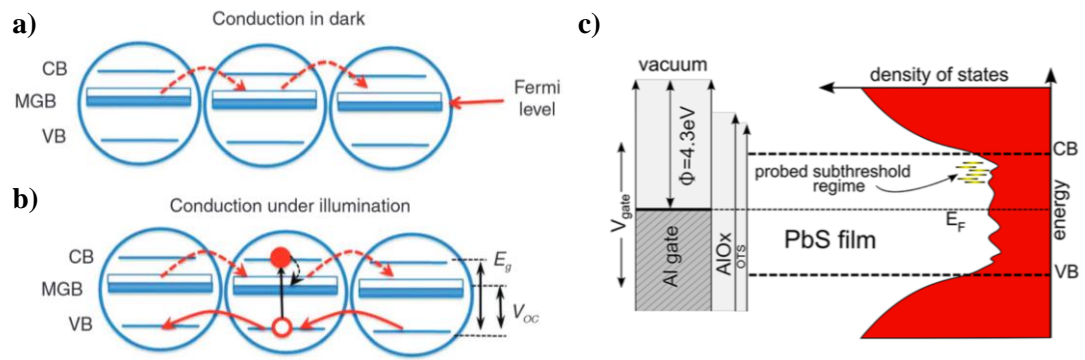 a)
Conduction in dark
CB
MGB
VB
Fermi
level
b)
Conduction under illumination
CB
MGB
VB
E_g
V_oc
c)
vacuum
density of states
Φ=4.3eV
V_gate
Al gate
AlOx
OTS
probed subthreshold
regime
E_F
PbS film
CB
energy
VB